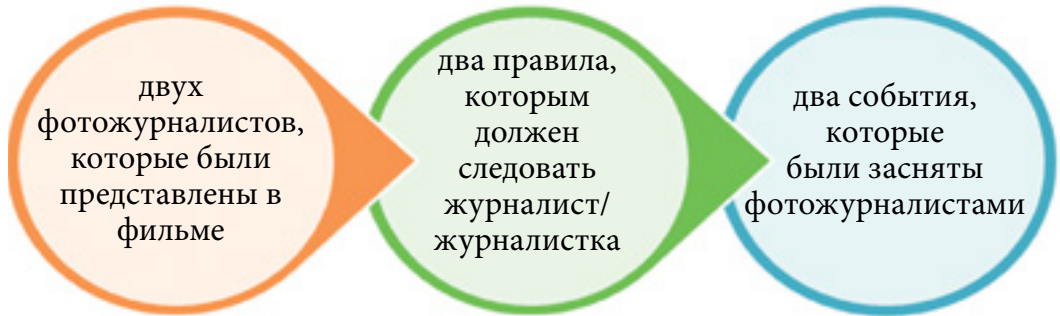 двух
фотожурналистов,
которые были
представлены в
фильме
два правила,
которым
должен
следовать
журналист/
журналистка
два события,
которые
были засняты
фотожурналистами